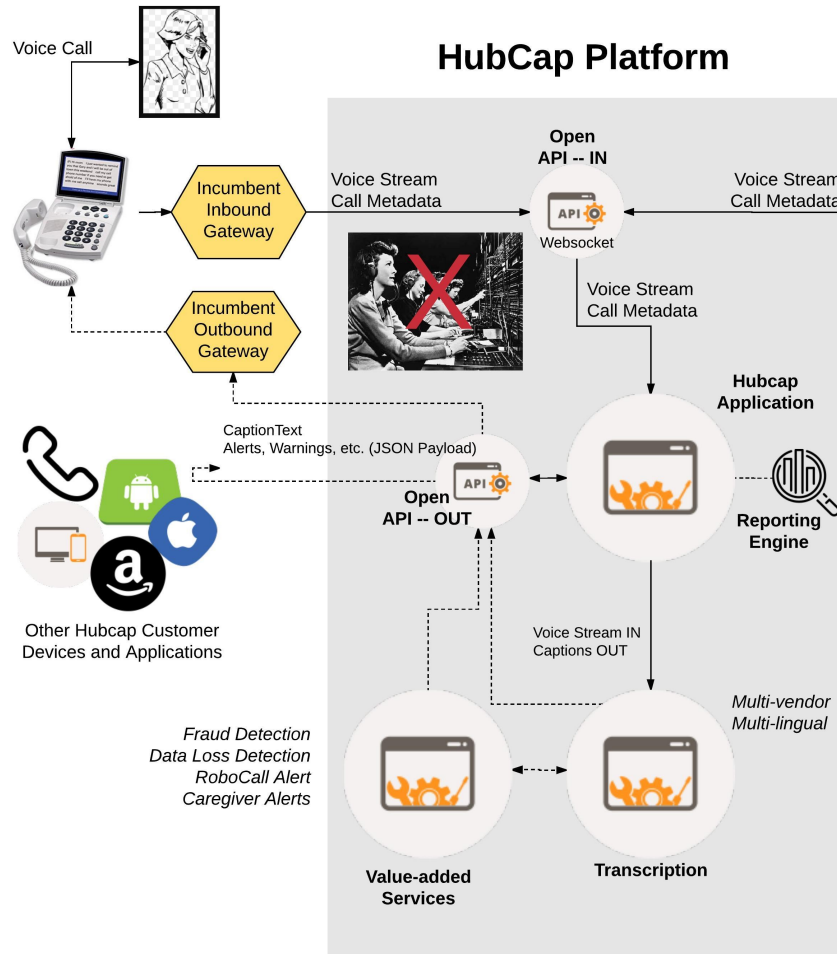 HubCap Platform
Voice Call
Open
API -- IN
Incumbent
Inbound
Gateway
Voice Stream
Call Metadata
API
Websocket
Voice Stream
Call Metadata
Incumbent
Outbound
Gateway
X
Voice Stream
Call Metadata
Hubcap
Application
CaptionText
Alerts, Warnings, etc. (JSON Payload)
API
Open
API -- OUT
Reporting
Engine
Other Hubcap Customer
Devices and Applications
a
Voice Stream IN
Captions OUT
Multi-vendor
Multi-lingual
Fraud Detection
Data Loss Detection
RoboCall Alert
Caregiver Alerts
Value-added
Services
Transcription